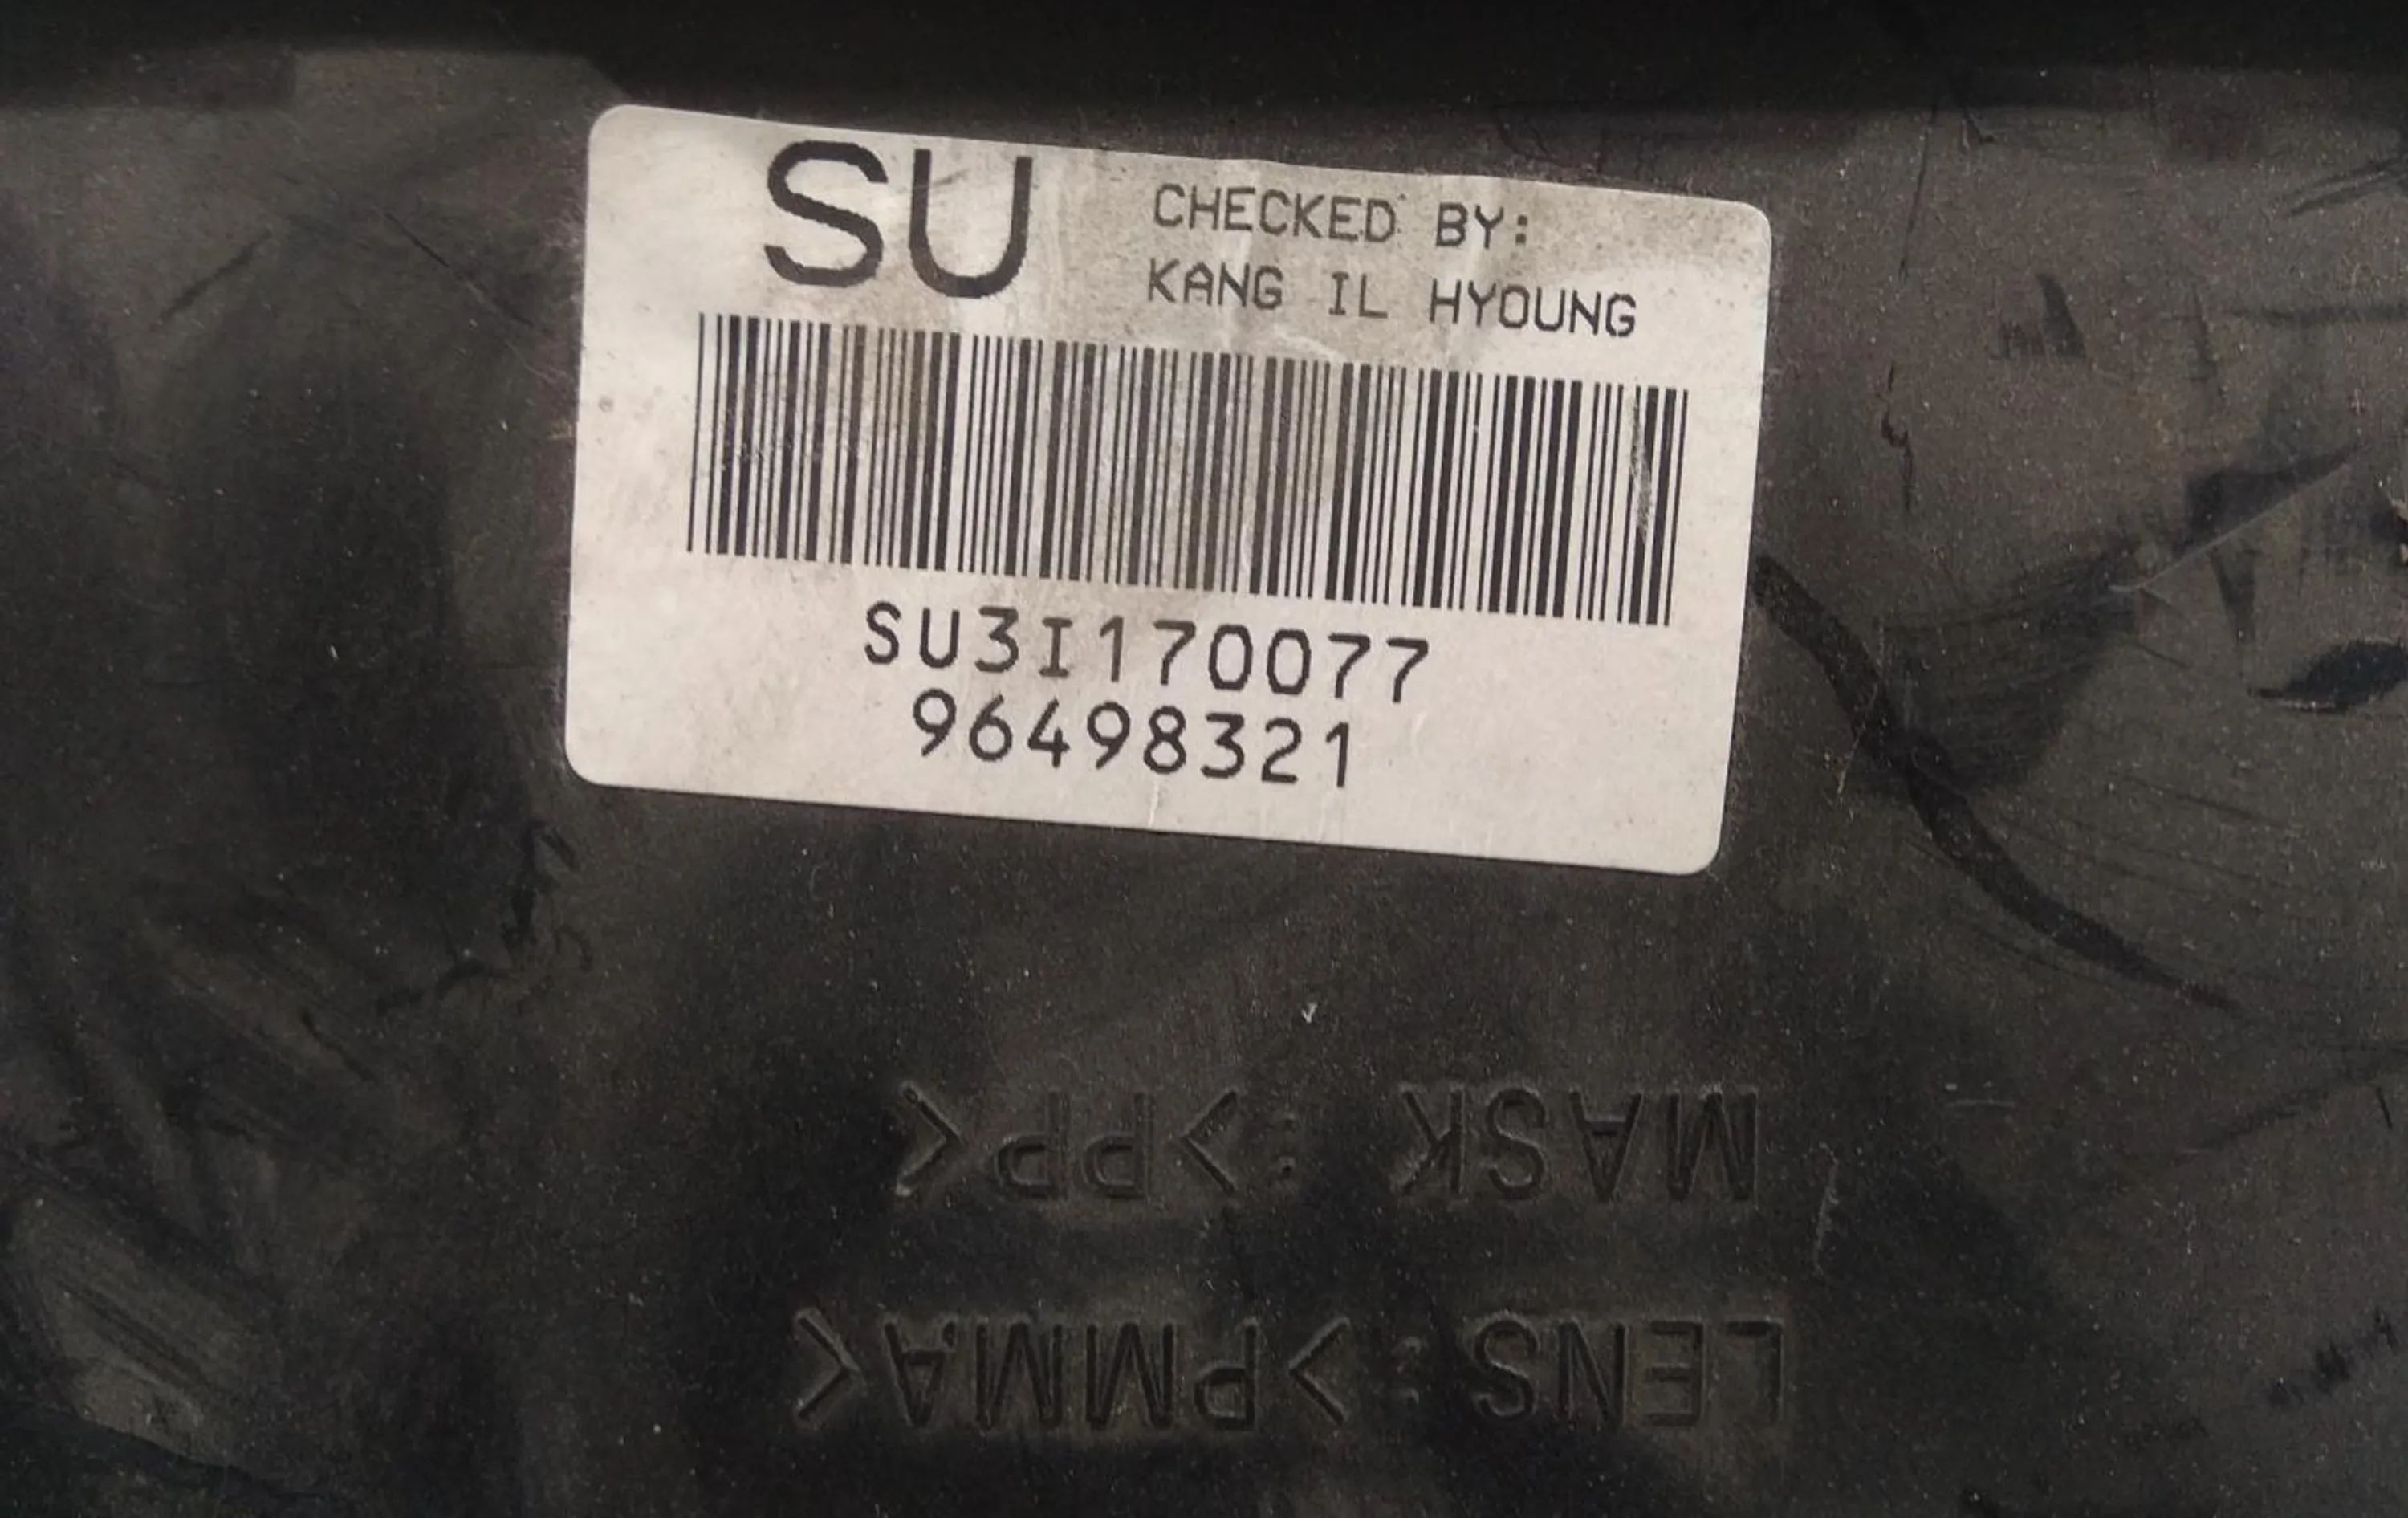 SU
CHECKED BY:
KANG IL HYOUNG
SU3I170077
96498321
LENS : >PMMA<
MASK : >PP<